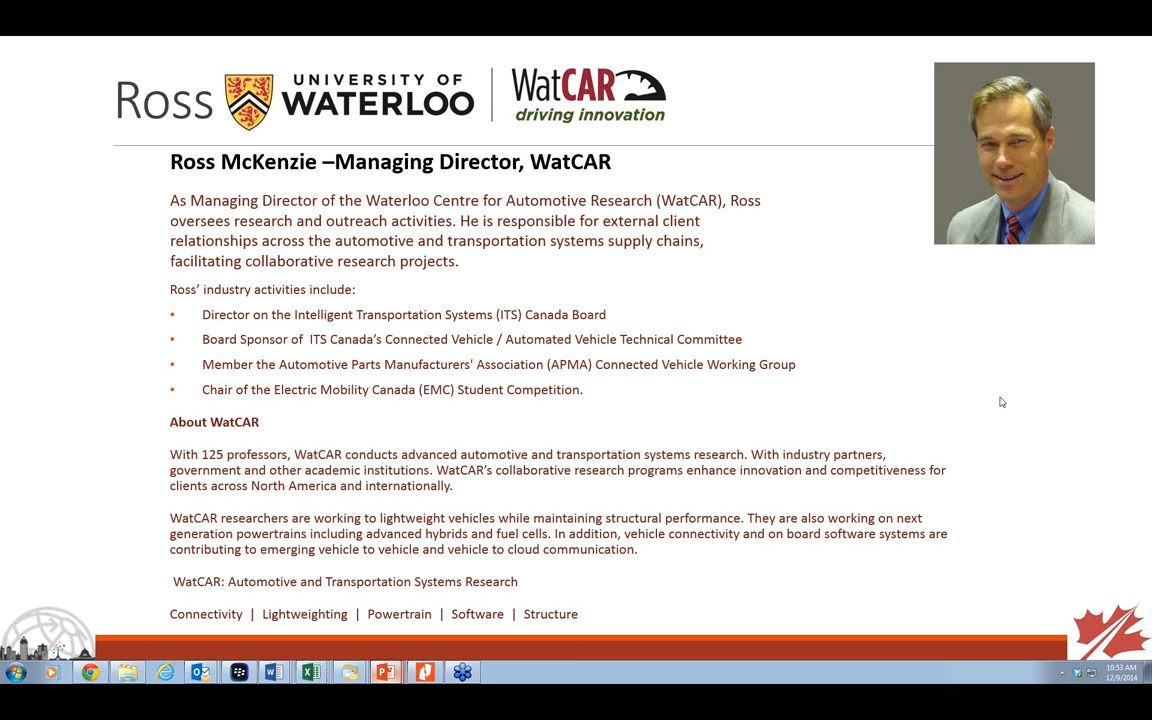 Ross
UNIVERSITY OF
WATERLOO
WatCAR
driving innovation
Ross McKenzie –Managing Director, WatCAR
As Managing Director of the Waterloo Centre for Automotive Research (WatCAR), Ross
oversees research and outreach activities. He is responsible for external client
relationships across the automotive and transportation systems supply chains,
facilitating collaborative research projects.
Ross’ industry activities include:
▪ Director on the Intelligent Transportation Systems (ITS) Canada Board
▪ Board Sponsor of  ITS Canada’s Connected Vehicle / Automated Vehicle Technical Committee
▪ Member the Automotive Parts Manufacturers' Association (APMA) Connected Vehicle Working Group
▪ Chair of the Electric Mobility Canada (EMC) Student Competition.
About WatCAR
With 125 professors, WatCAR conducts advanced automotive and transportation systems research. With industry partners,
government and other academic institutions. WatCAR’s collaborative research programs enhance innovation and competitiveness for
clients across North America and internationally.
WatCAR researchers are working to lightweight vehicles while maintaining structural performance. They are also working on next
generation powertrains including advanced hybrids and fuel cells. In addition, vehicle connectivity and on board software systems are
contributing to emerging vehicle to vehicle and vehicle to cloud communication.
WatCAR: Automotive and Transportation Systems Research
Connectivity | Lightweighting | Powertrain | Software | Structure
10:53 AM
12/9/2014